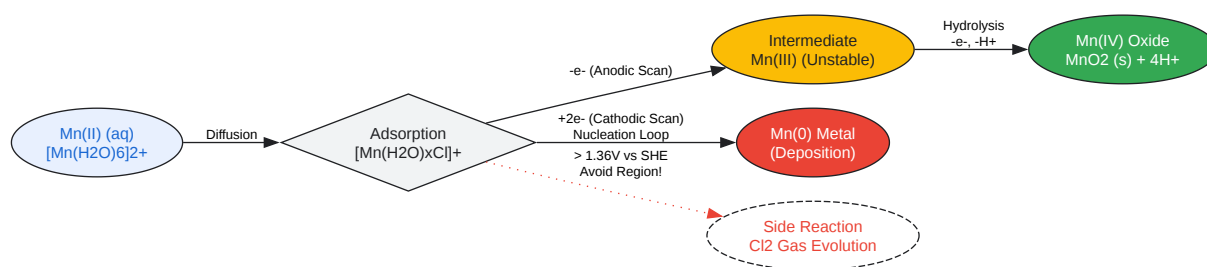 Mn(II) (aq)
[Mn(H2O)6]2+
Diffusion
Adsorption
[Mn(H2O)xCl]+
-e- (Anodic Scan)
Intermediate
Mn(III) (Unstable)
Hydrolysis
-e-, -H+
Mn(IV) Oxide
MnO2 (s) + 4H+
+2e- (Cathodic Scan)
Nucleation Loop
Mn(0) Metal
(Deposition)
> 1.36V vs SHE
Avoid Region!
Side Reaction
Cl2 Gas Evolution